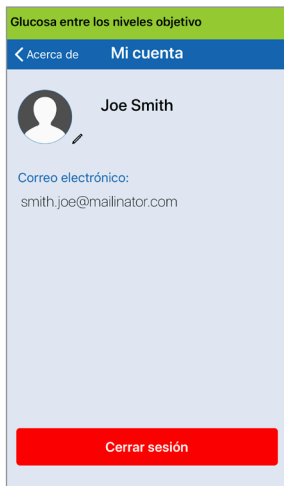 Glucosa entre los niveles objetivo
Acerca de Mi cuenta
Joe Smith
Correo electrónico:
smith.joe@mailinator.com
Cerrar sesión